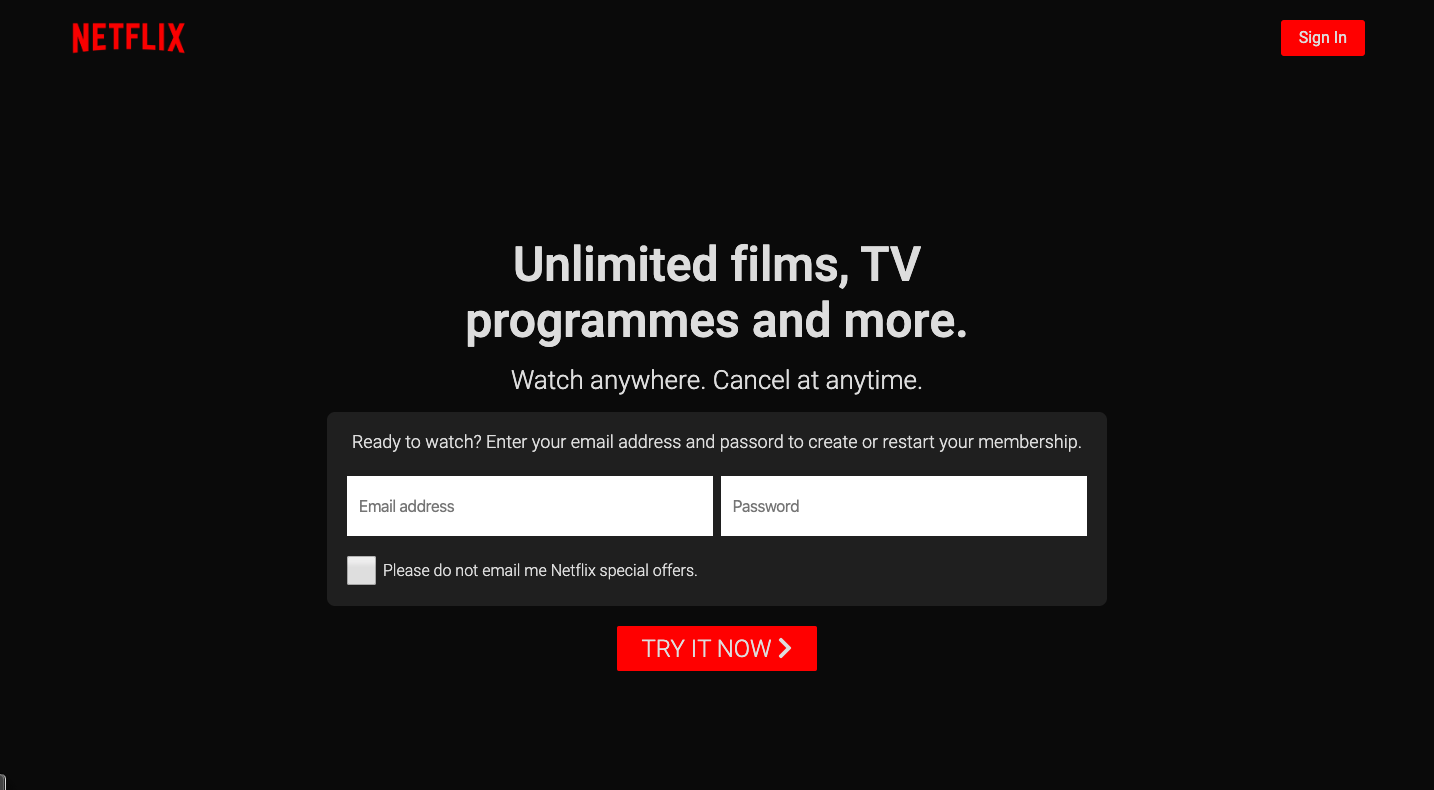 NETFLIX
Sign In
Unlimited films, TV
programmes and more.
Watch anywhere. Cancel at anytime.
Ready to watch? Enter your email address and passord to create or restart your membership.
Email address
Password
Please do not email me Netflix special offers.
TRY IT NOW